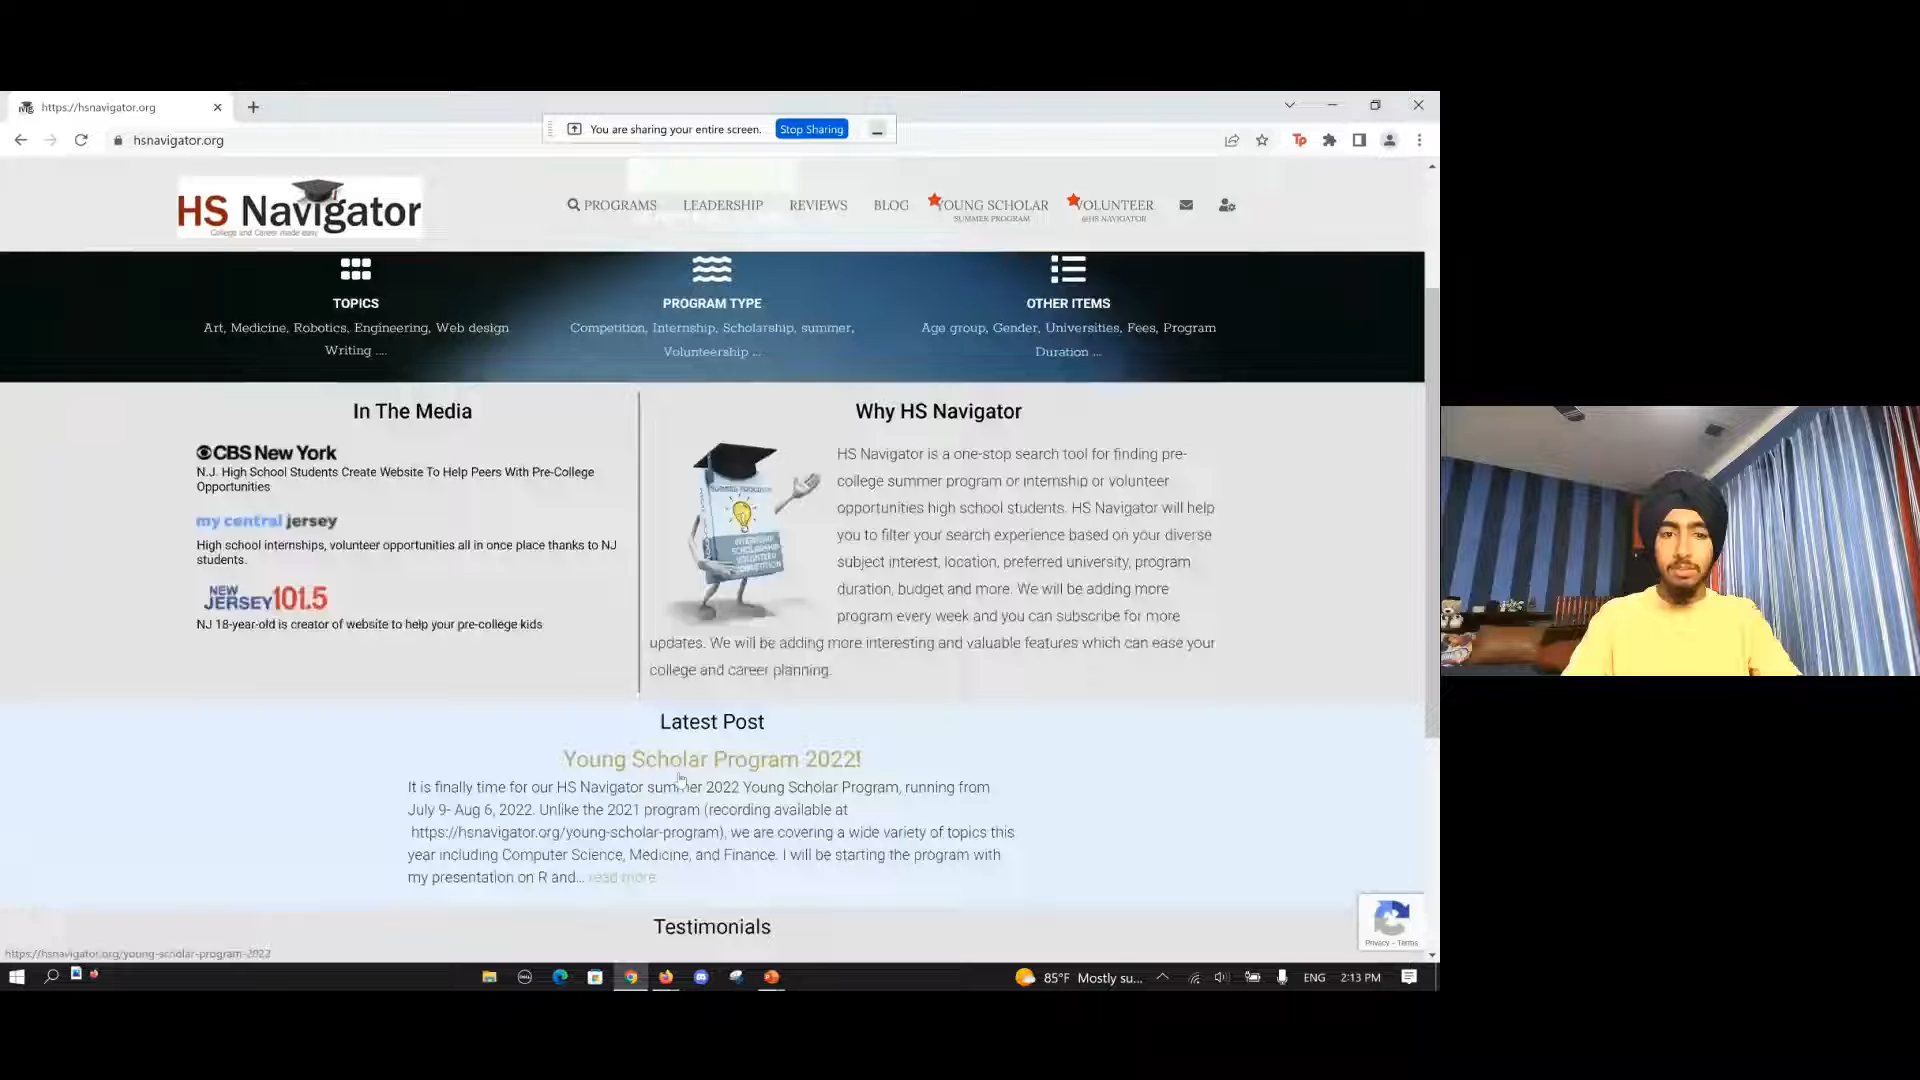 https://hsnavigator.org
You are sharing your entire screen. Stop Sharing
hsnavigator.org
Tp
HS Navigator
College and Career made easy
PROGRAMS LEADERSHIP REVIEWS BLOG YOUNG SCHOLAR VOLUNTEER
SUMMER PROGRAM @HS NAVIGATOR
TOPICS
Art, Medicine, Robotics, Engineering, Web design
Writing ....
PROGRAM TYPE
Competition, Internship, Scholarship, summer,
Volunteership ...
OTHER ITEMS
Age group, Gender, Universities, Fees, Program
Duration ...
In The Media
CBS New York
N.J. High School Students Create Website To Help Peers With Pre-College
Opportunities
my central jersey
High school internships, volunteer opportunities all in once place thanks to NJ
students.
NEW
JERSEY 101.5
NJ 18-year-old is creator of website to help your pre-college kids
Why HS Navigator
SUMMER PROGRAM
INTERNSHIP
SCHOLARSHIP
VOLUNTEER
COMPETITION
HS Navigator is a one-stop search tool for finding pre-
college summer program or internship or volunteer
opportunities high school students. HS Navigator will help
you to filter your search experience based on your diverse
subject interest, location, preferred university, program
duration, budget and more. We will be adding more
program every week and you can subscribe for more
updates. We will be adding more interesting and valuable features which can ease your
college and career planning.
Latest Post
Young Scholar Program 2022!
It is finally time for our HS Navigator summer 2022 Young Scholar Program, running from
July 9- Aug 6, 2022. Unlike the 2021 program (recording available at
https://hsnavigator.org/young-scholar-program), we are covering a wide variety of topics this
year including Computer Science, Medicine, and Finance. I will be starting the program with
my presentation on R and... read more
Testimonials
Privacy - Terms
https://hsnavigator.org/young-scholar-program-2022
85°F Mostly su... ENG 2:13 PM